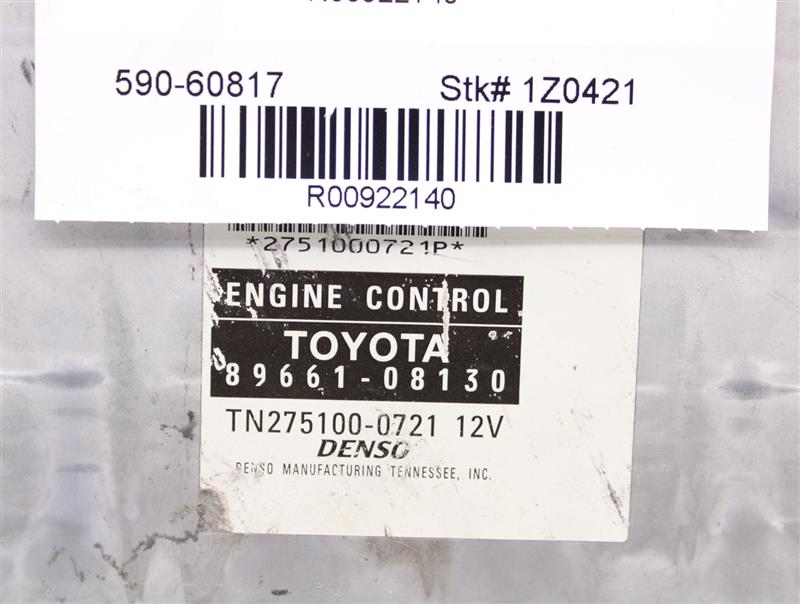 590-60817 Stk# 1Z0421
R00922140
*2751000721P*
ENGINE CONTROL
TOYOTA
89661-08130
TN275100-0721 12V
DENSO
DENSO MANUFACTURING TENNESSEE, INC.